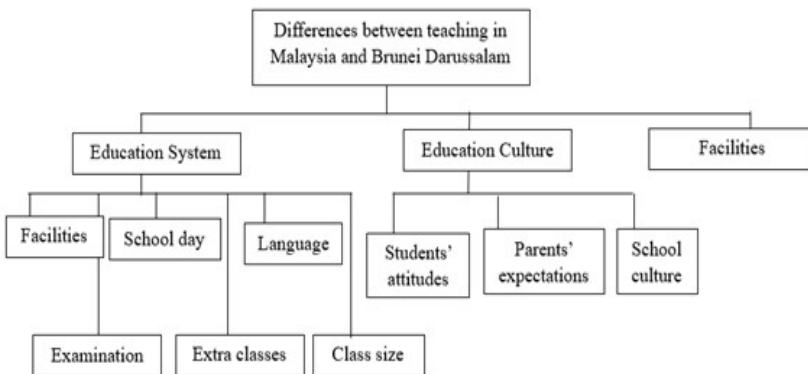 Differences between teaching in
Malaysia and Brunei Darussalam
Education System
Education Culture
Facilities
Facilities
School day
Language
Students’
attitudes
Parents’
expectations
School
culture
Examination
Extra classes
Class size